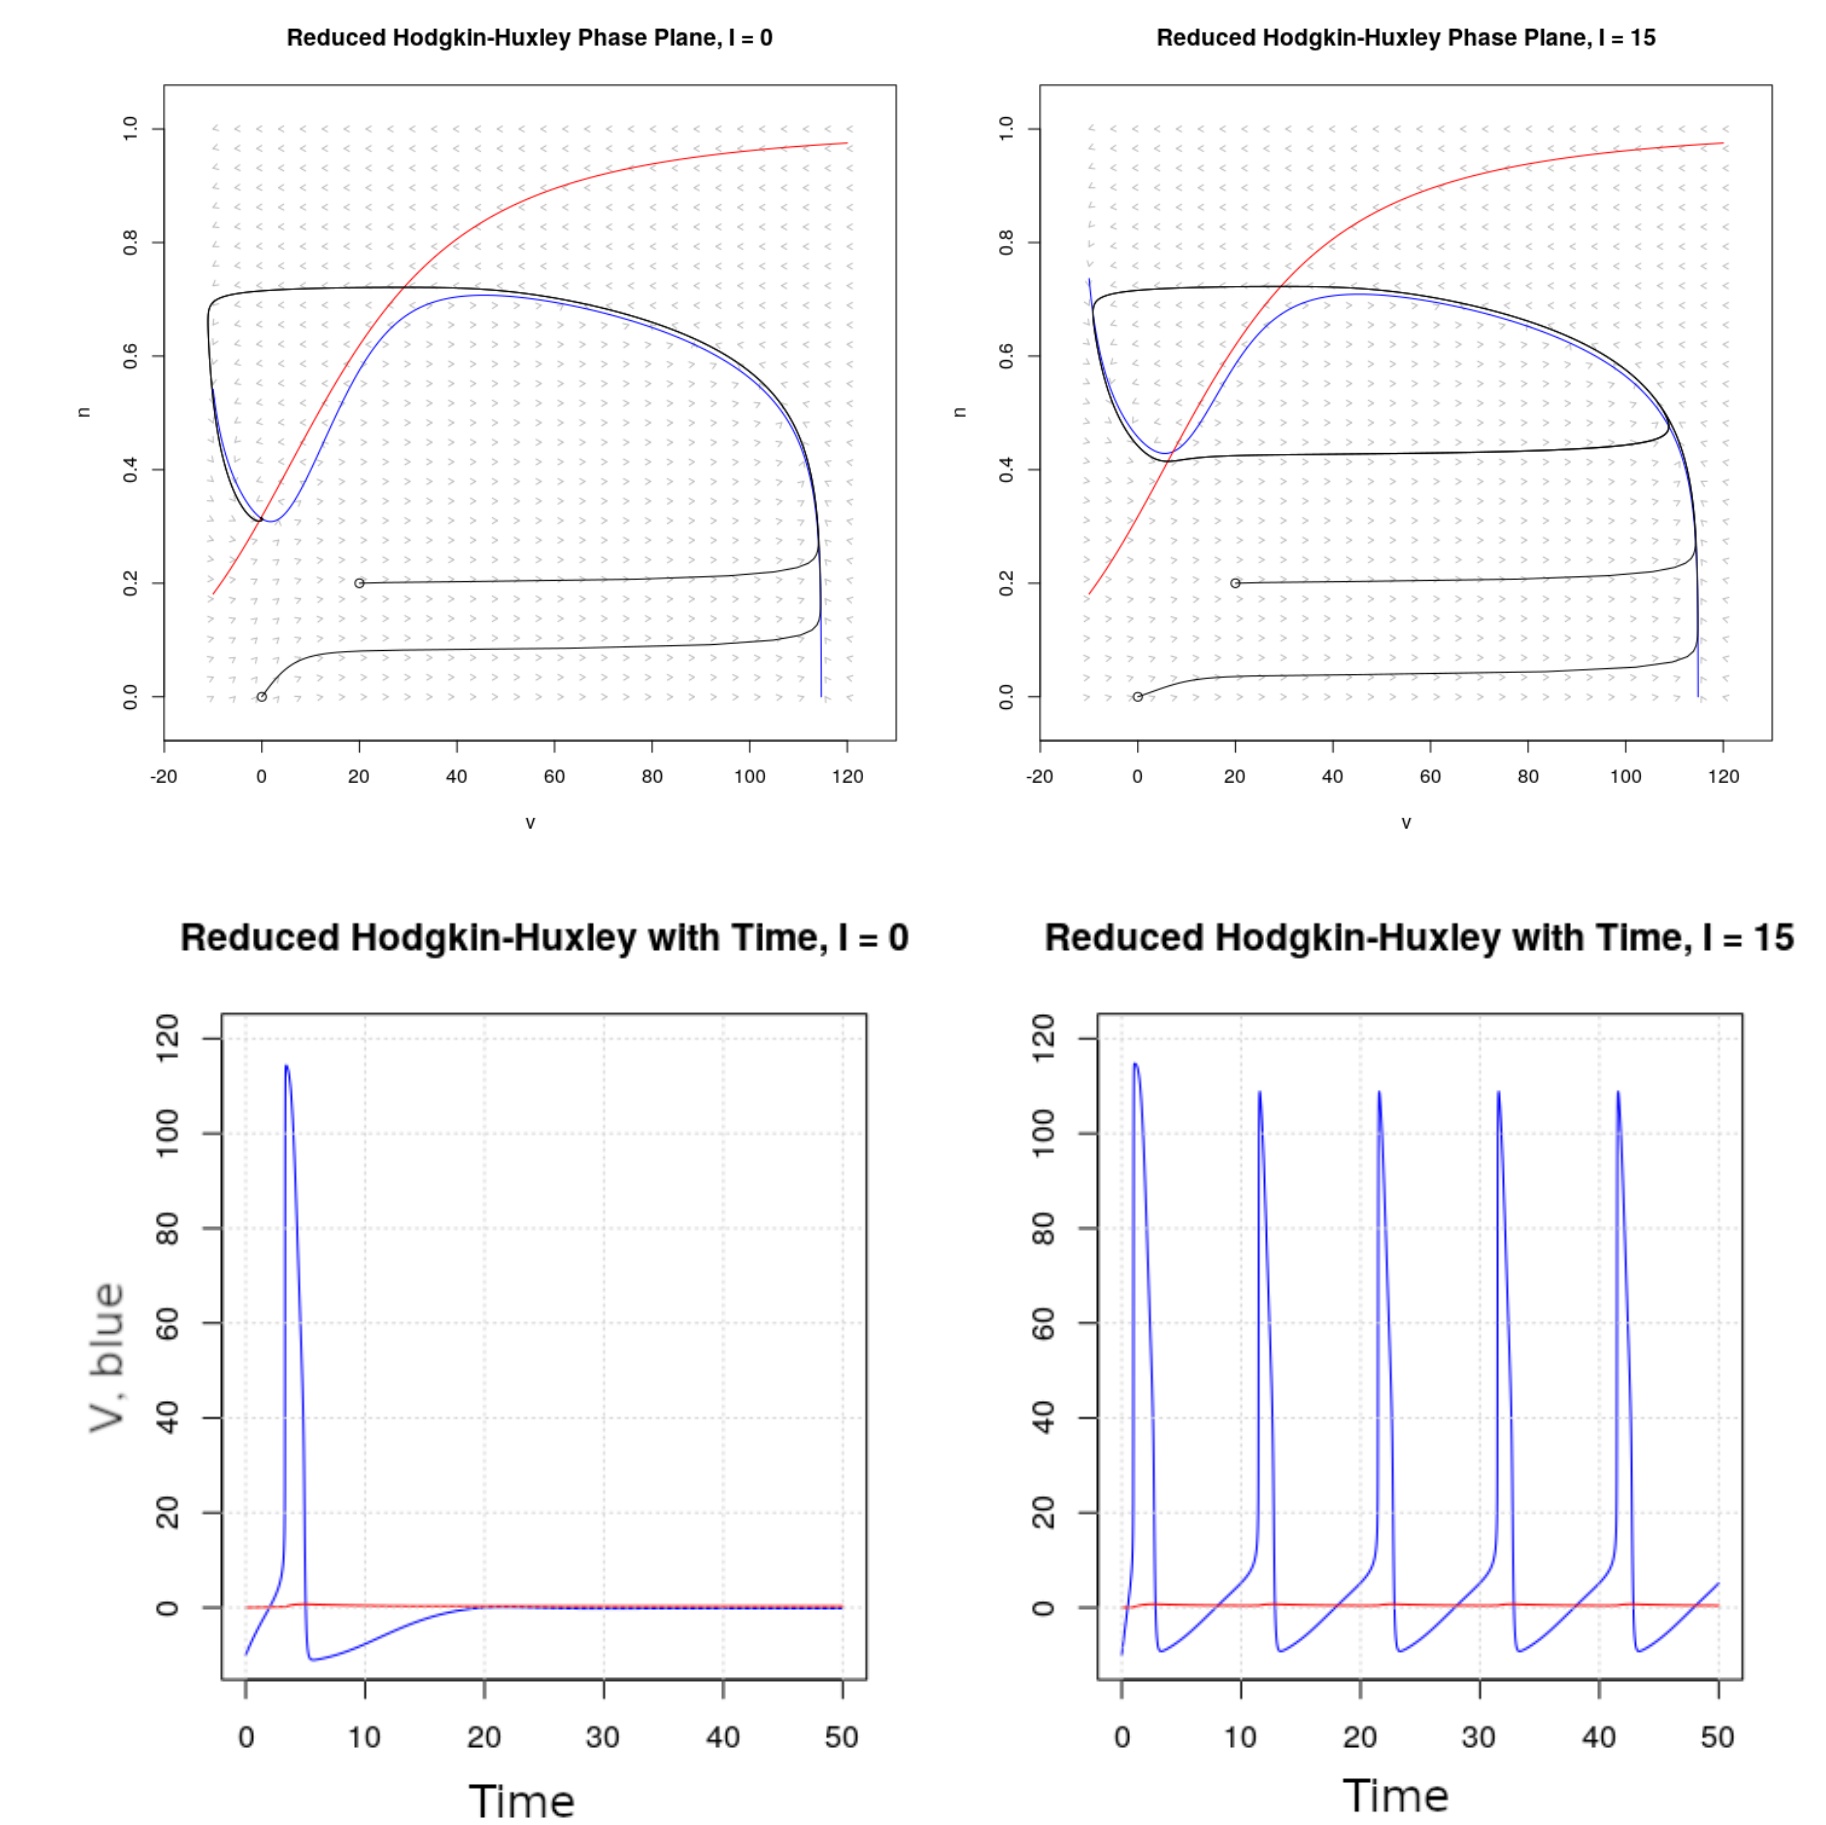 Reduced Hodgkin-Huxley Phase Plane, I = 0
n
1.0
0.8
0.6
0.4
0.2
0.0
-20 0 20 40 60 80 100 120
v
Reduced Hodgkin-Huxley Phase Plane, I = 15
n
1.0
0.8
0.6
0.4
0.2
0.0
-20 0 20 40 60 80 100 120
v
Reduced Hodgkin-Huxley with Time, I = 0
V, blue
120
100
80
60
40
20
0
0 10 20 30 40 50
Time
Reduced Hodgkin-Huxley with Time, I = 15
120
100
80
60
40
20
0
0 10 20 30 40 50
Time